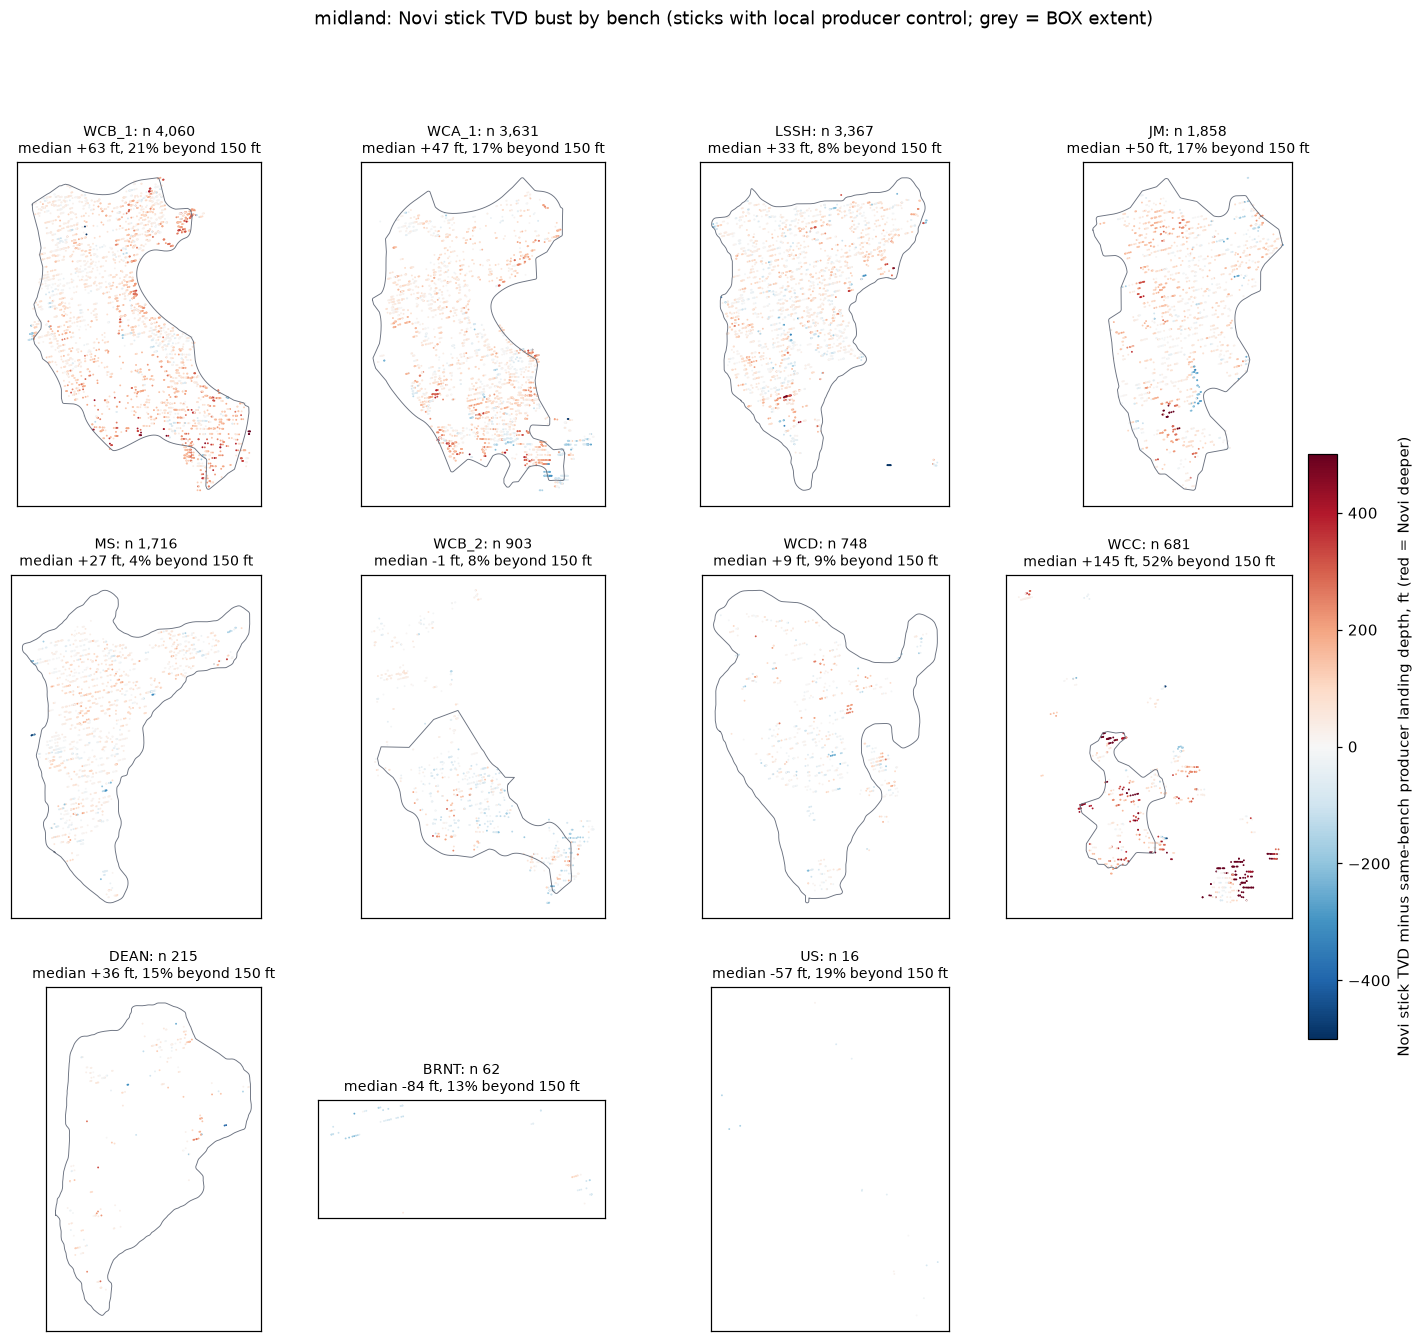 midland: Novi stick TVD bust by bench (sticks with local producer control; grey = BOX extent)
WCB_1: n 4,060
median +63 ft, 21% beyond 150 ft
WCA_1: n 3,631
median +47 ft, 17% beyond 150 ft
LSSH: n 3,367
median +33 ft, 8% beyond 150 ft
JM: n 1,858
median +50 ft, 17% beyond 150 ft
MS: n 1,716
median +27 ft, 4% beyond 150 ft
WCB_2: n 903
median -1 ft, 8% beyond 150 ft
WCD: n 748
median +9 ft, 9% beyond 150 ft
WCC: n 681
median +145 ft, 52% beyond 150 ft
DEAN: n 215
median +36 ft, 15% beyond 150 ft
BRNT: n 62
median -84 ft, 13% beyond 150 ft
US: n 16
median -57 ft, 19% beyond 150 ft
400
200
0
−200
−400
Novi stick TVD minus same-bench producer landing depth, ft (red = Novi deeper)